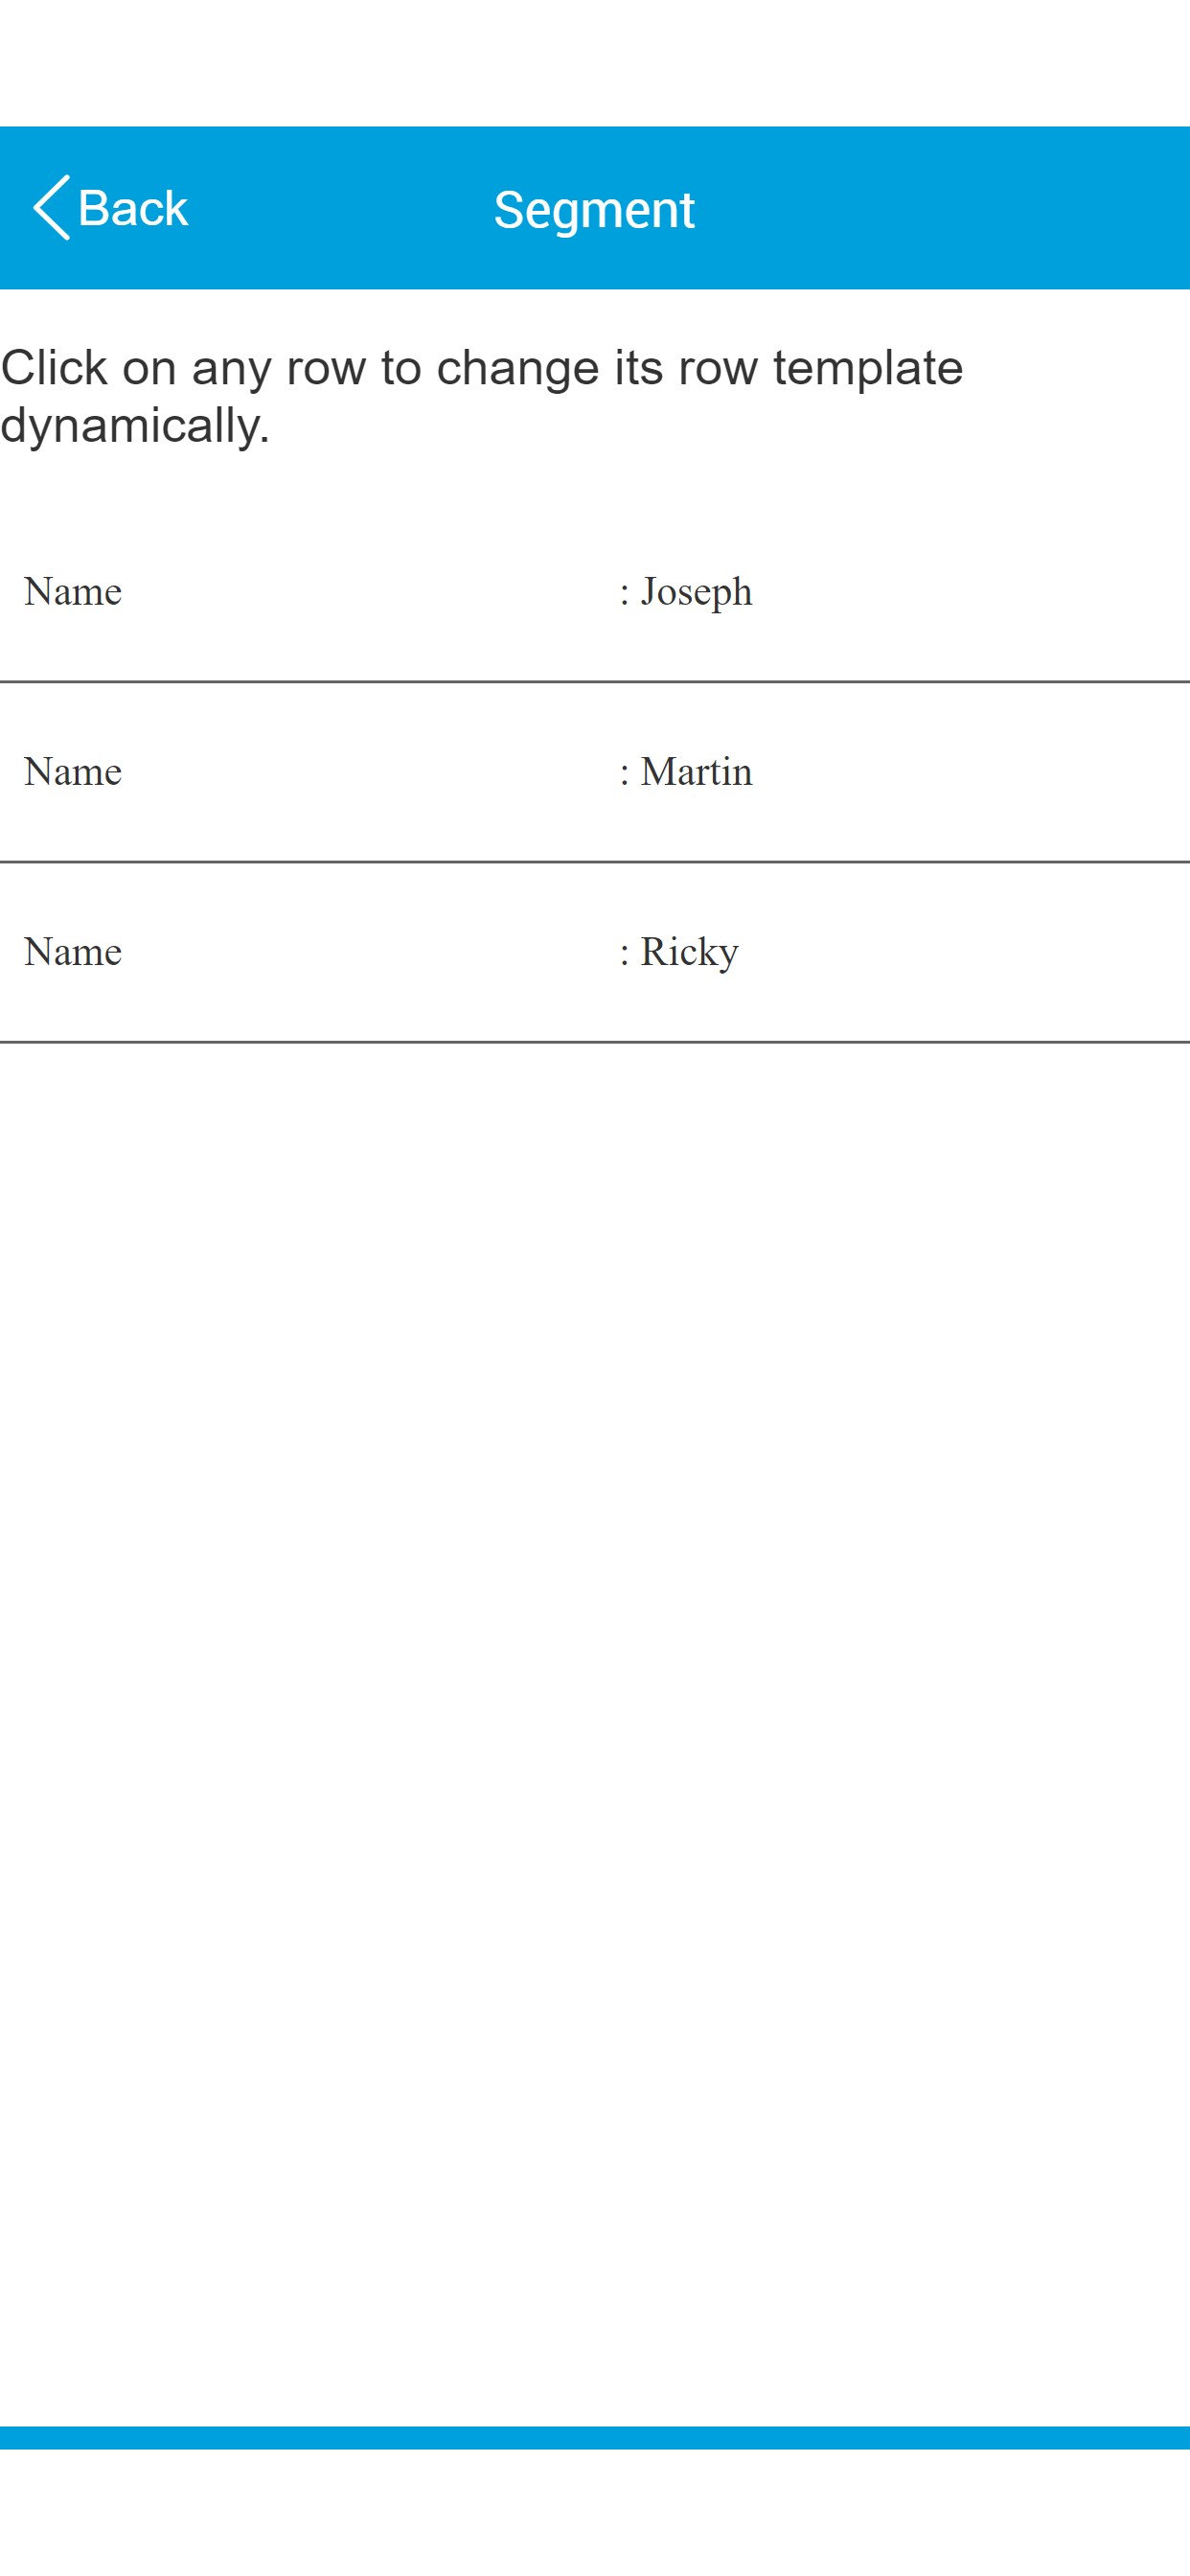 Back
Segment
Click on any row to change its row template
dynamically.
Name : Joseph
Name : Martin
Name : Ricky